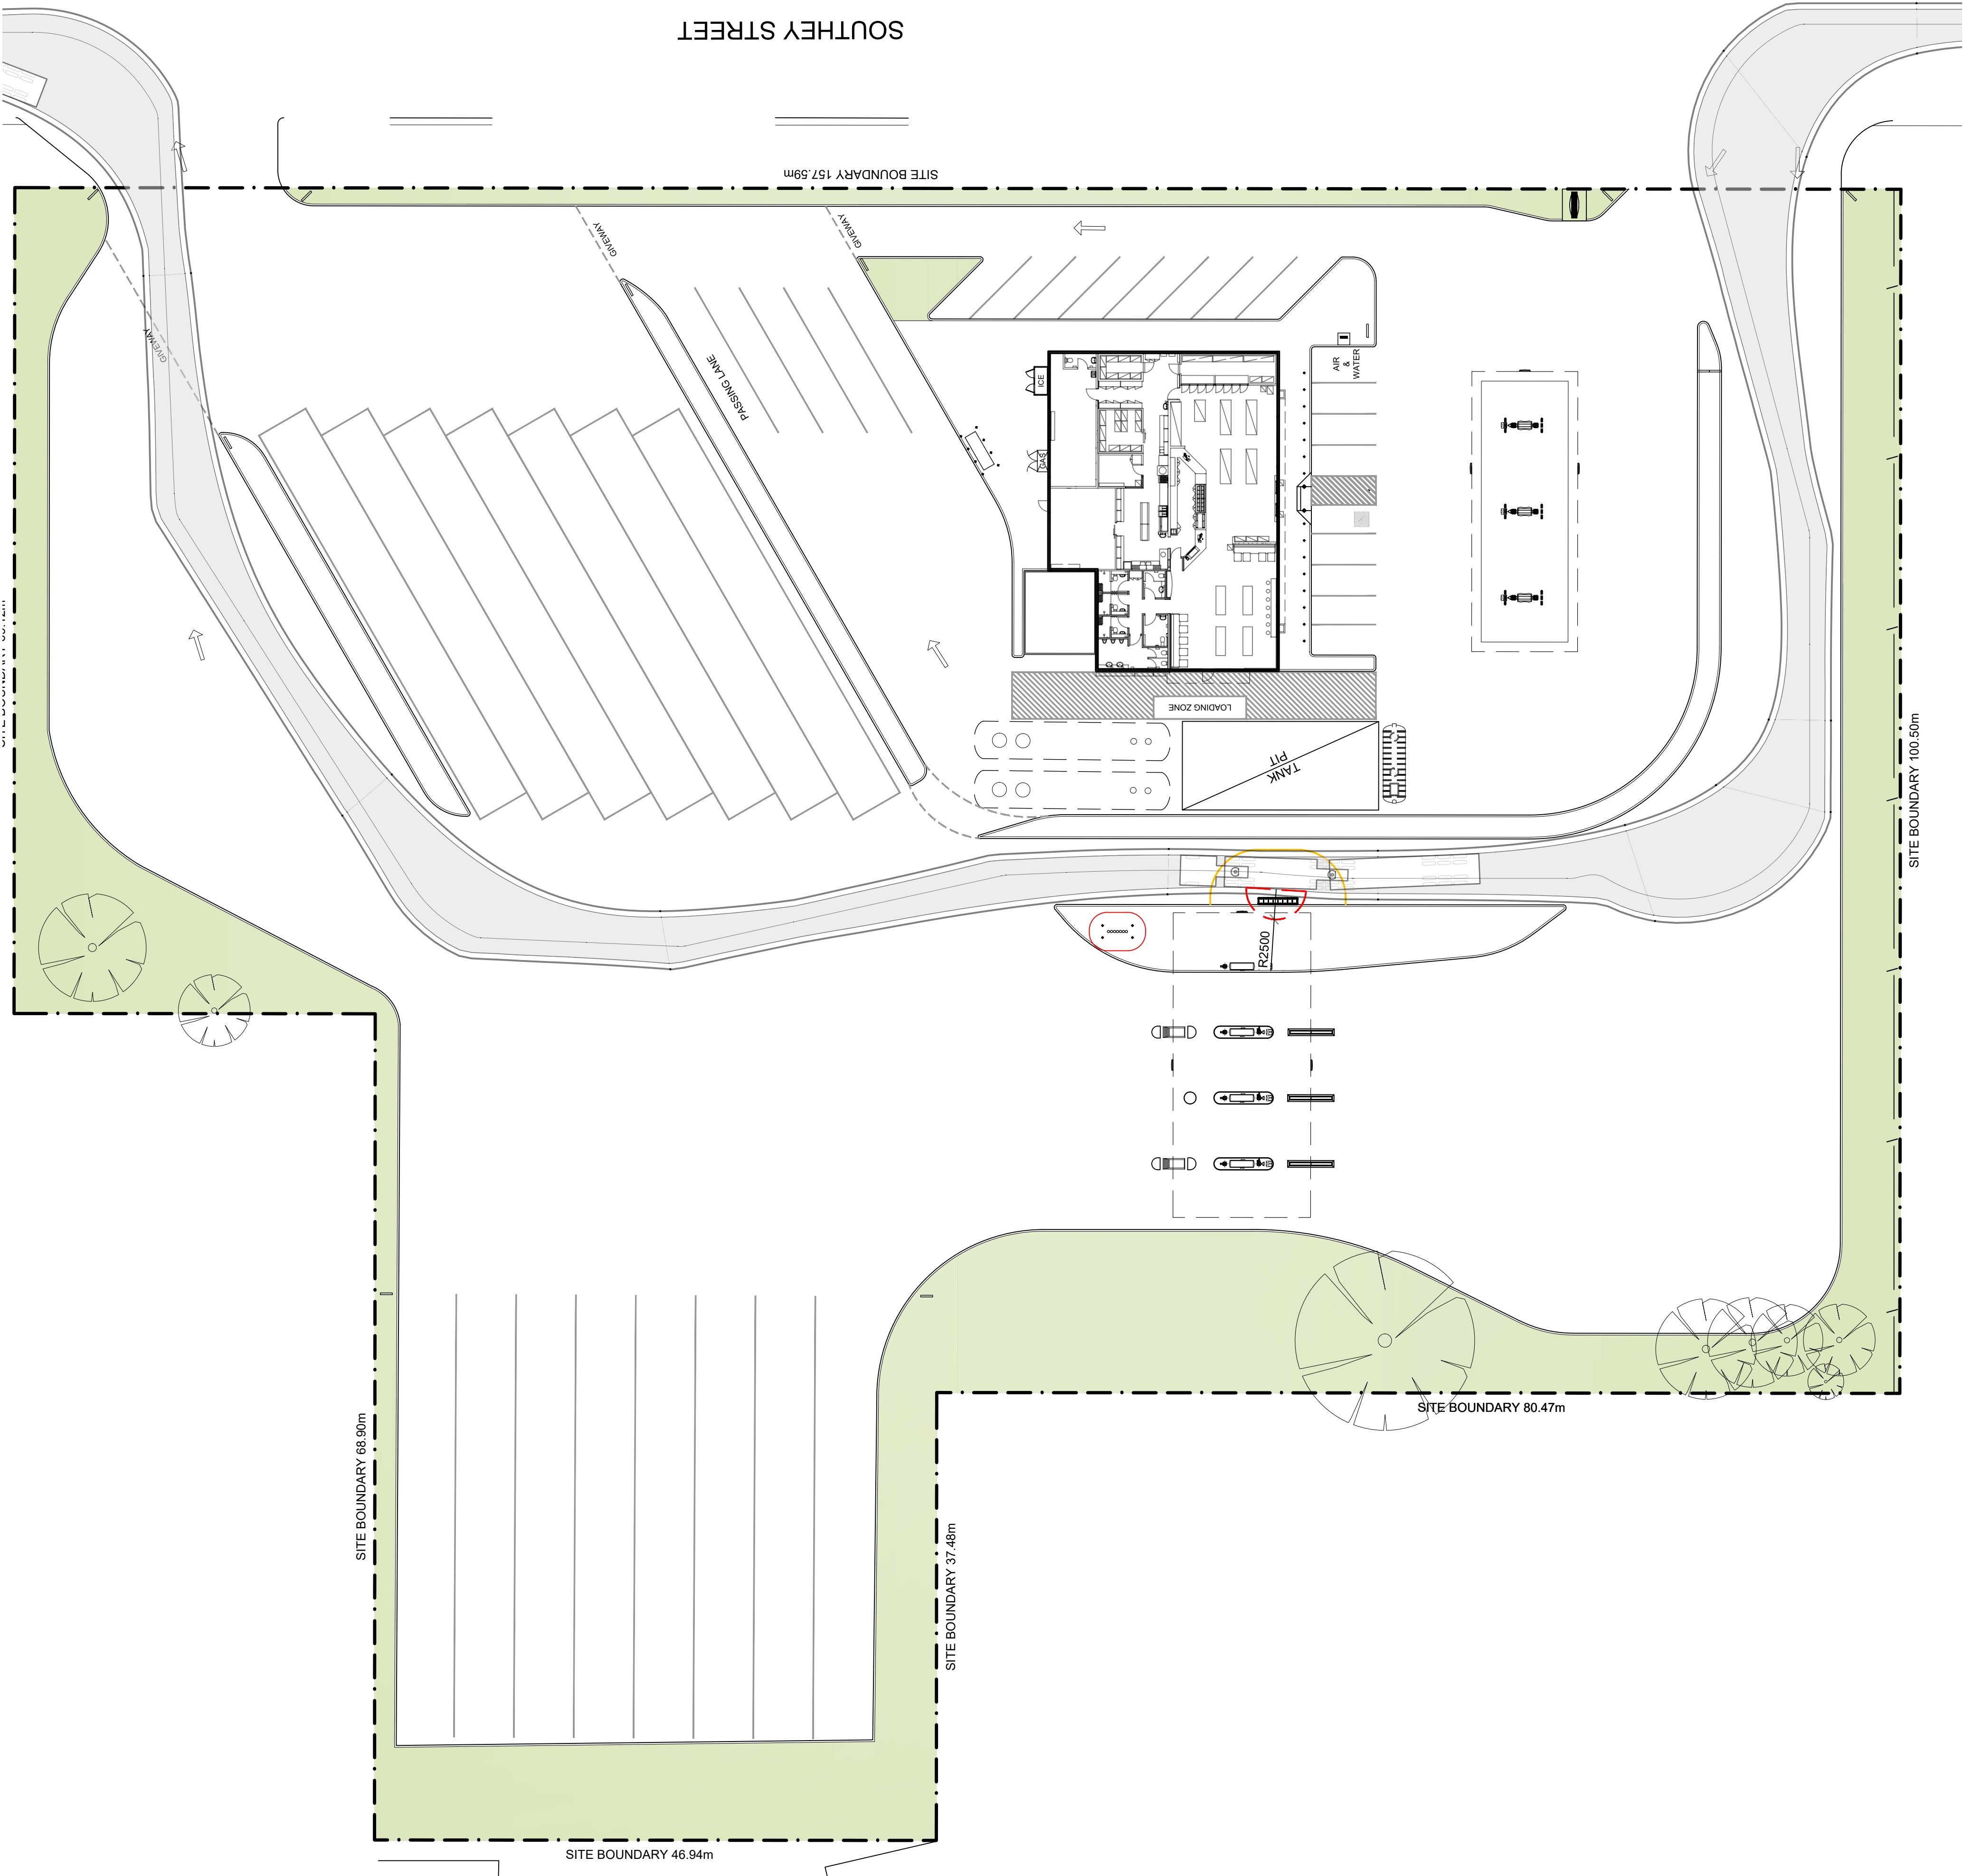 SOUTHEY STREET
SITE BOUNDARY 157.59m
GIVEWAY
GIVEWAY
GIVEWAY
PASSING LANE
ICE
GAS
AIR
&
WATER
LOADING ZONE
TANK
PIT
SITE BOUNDARY 100.50m
R2500
SITE BOUNDARY 80.47m
SITE BOUNDARY 68.90m
SITE BOUNDARY 37.48m
SITE BOUNDARY 46.94m